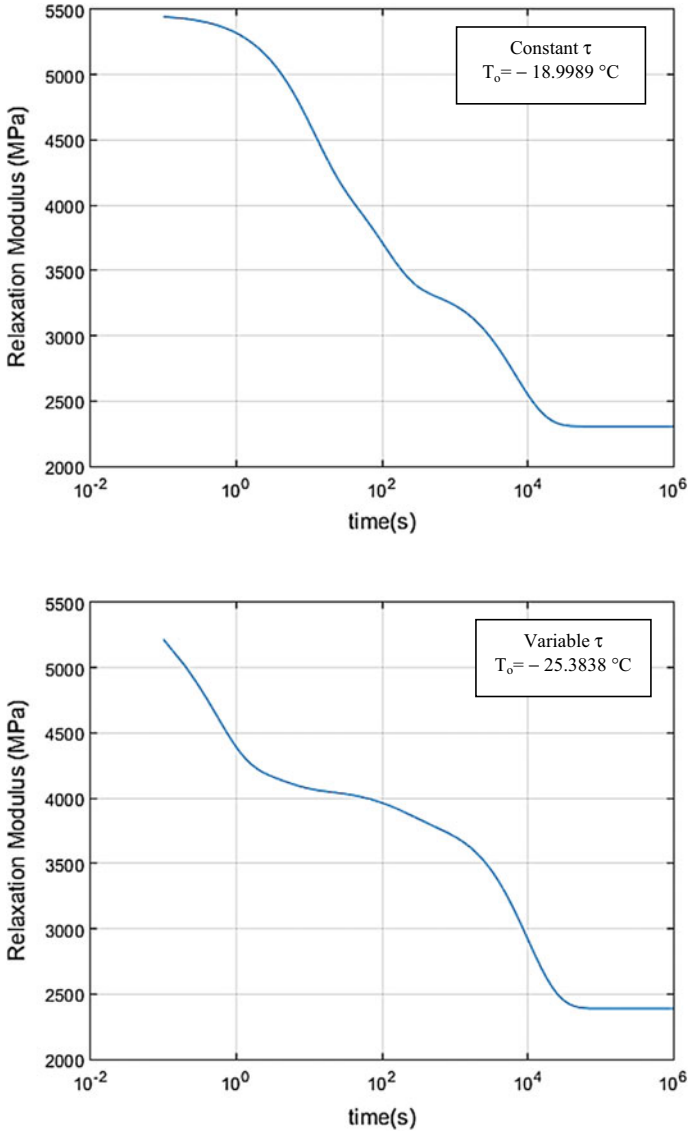 5500
5000
4500
4000
3500
3000
2500
2000
Relaxation Modulus (MPa)
Constant τ
Tₒ= – 18.9989 °C
10⁻² 10⁰ 10² 10⁴ 10⁶
time(s)
5500
5000
4500
4000
3500
3000
2500
2000
Relaxation Modulus (MPa)
Variable τ
Tₒ= – 25.3838 °C
10⁻² 10⁰ 10² 10⁴ 10⁶
time(s)